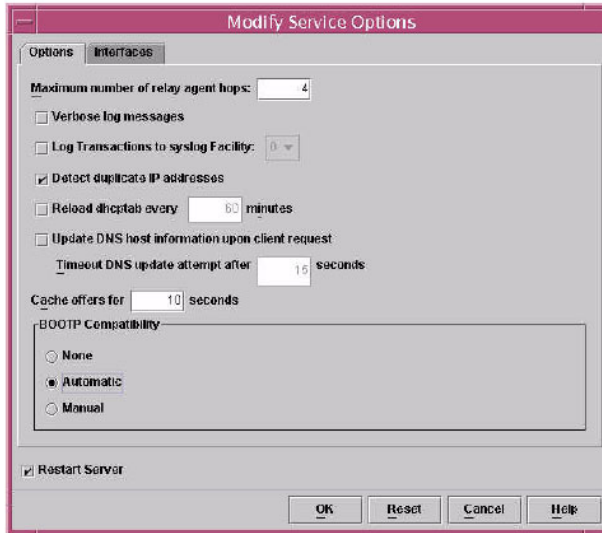 Modify Service Options
Options Interfaces
Maximum number of relay agent hops: 4
Verbose log messages
Log Transactions to syslog Facility: 0
Detect duplicate IP addresses
Reload dhcptab every 60 minutes
Update DNS host information upon client request
Timeout DNS update attempt after 15 seconds
Cache offers for 10 seconds
BOOTP Compatibility
None
Automatic
Manual
Restart Server
OK Reset Cancel Help